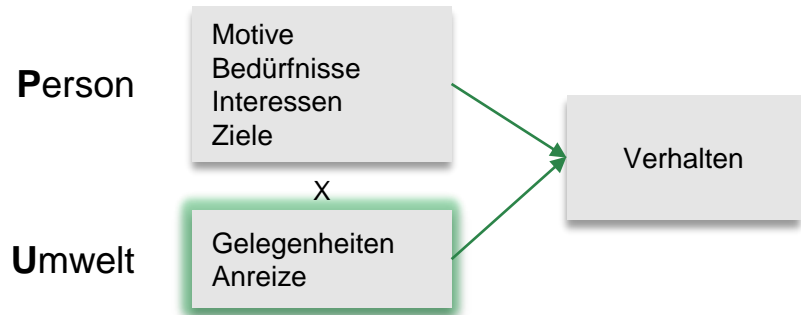 Person
Motive
Bedürfnisse
Interessen
Ziele
X
Umwelt
Gelegenheiten
Anreize
Verhalten